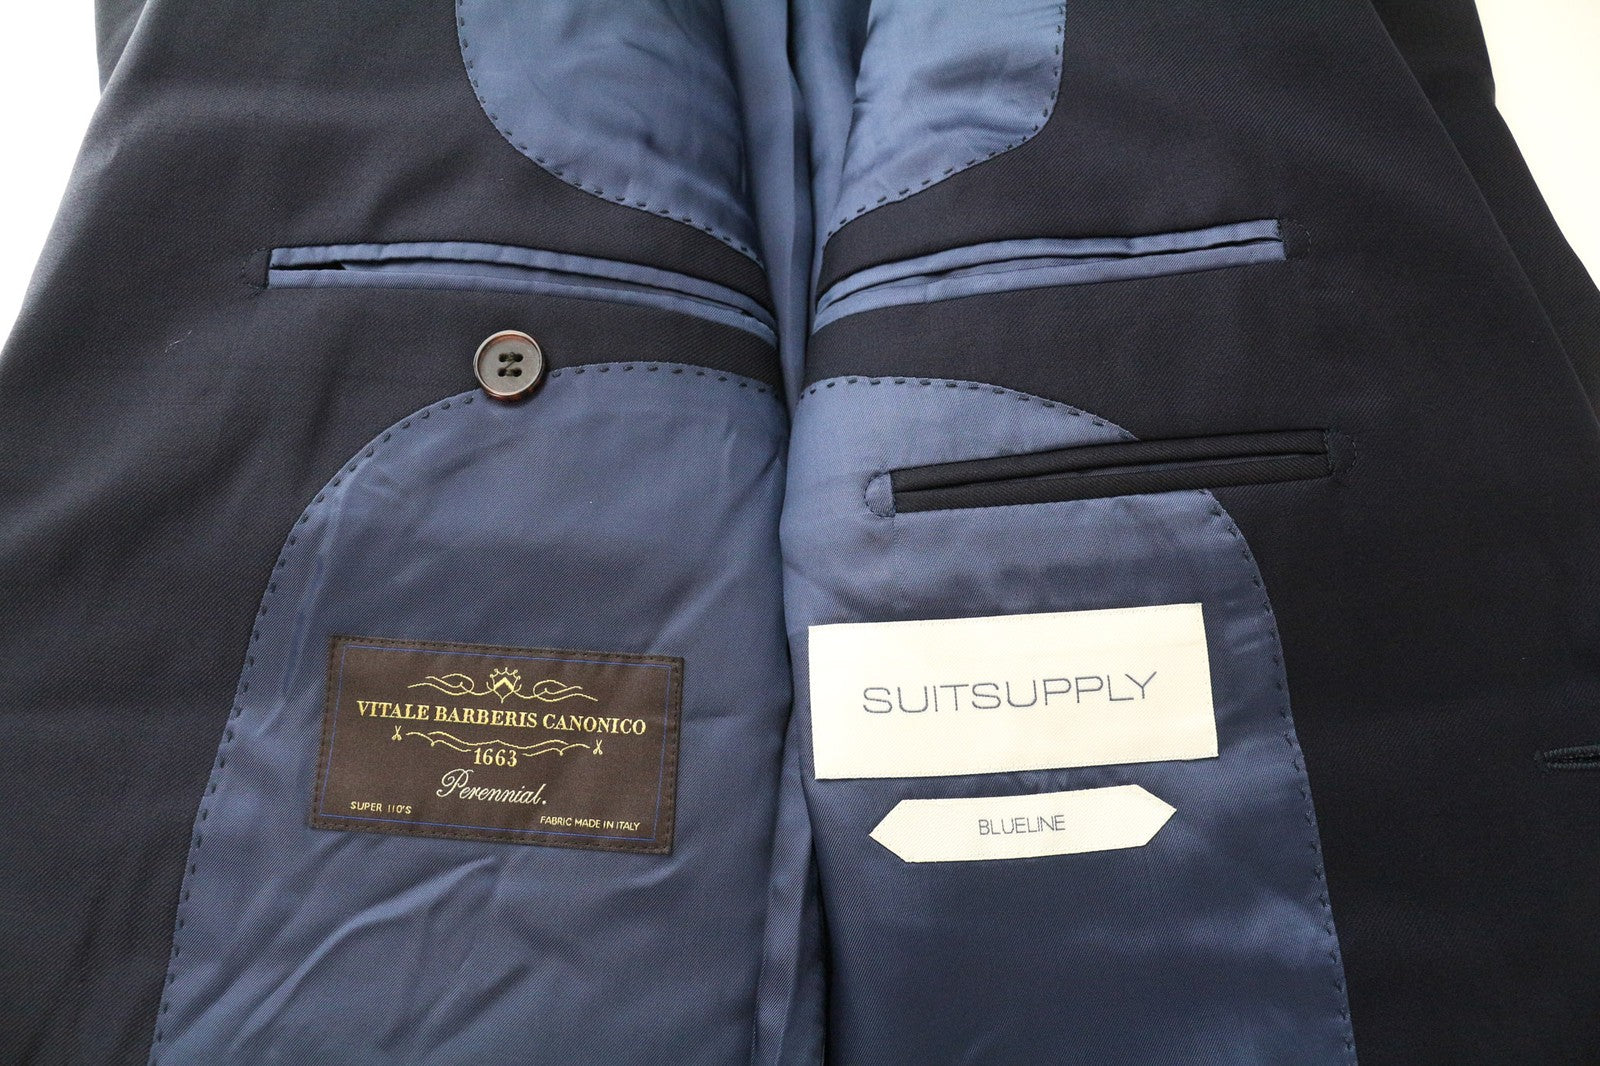 VITALE BARBERIS CANONICO
1663
Perennial.
SUPER 110'S
FABRIC MADE IN ITALY
SUITSUPPLY
BLUELINE